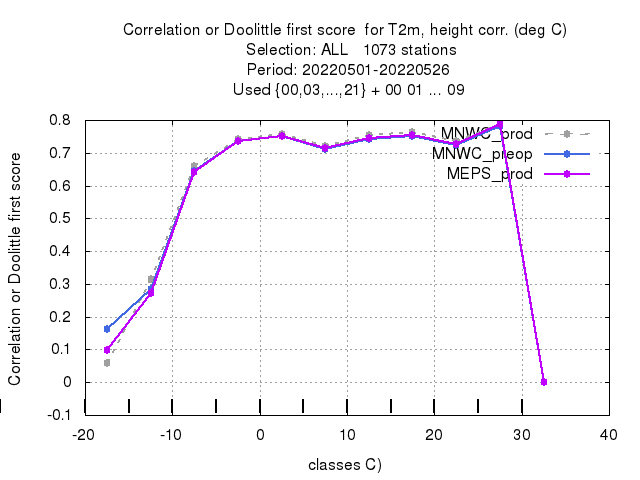 Correlation or Doolittle first score  for T2m, height corr. (deg C)
Selection: ALL   1073 stations
Period: 20220501-20220526
Used {00,03,...,21} + 00 01 ... 09
MNWC_prod
MNWC_preop
MEPS_prod
Correlation or Doolittle first score
0.8
0.7
0.6
0.5
0.4
0.3
0.2
0.1
0
-0.1
-20 -10 0 10 20 30 40
classes C)